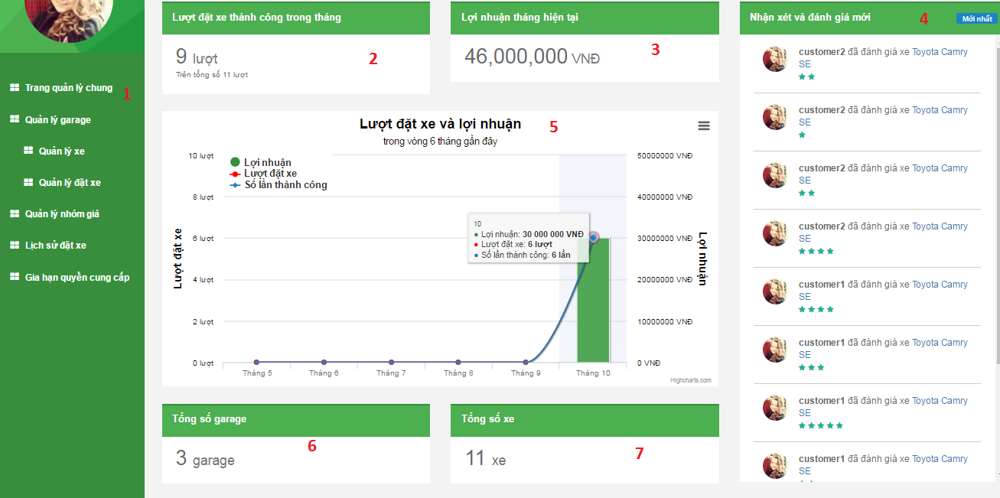 Trang quản lý chung
1
Quản lý garage
Quản lý xe
Quản lý đặt xe
Quản lý nhóm giá
Lịch sử đặt xe
Gia hạn quyền cung cấp
Lượt đặt xe thành công trong tháng
9 lượt
2
Trên tổng số 11 lượt
Lợi nhuận tháng hiện tại
46,000,000 VNĐ
3
Lượt đặt xe và lợi nhuận
5
trong vòng 6 tháng gần đây
Lợi nhuận
Lượt đặt xe
Số lần thành công
10 lượt
8 lượt
6 lượt
4 lượt
2 lượt
0 lượt
Lượt đặt xe
10
Lợi nhuận: 30 000 000 VNĐ
Lượt đặt xe: 6 lượt
Số lần thành công: 6 lần
50000000 VNĐ
40000000 VNĐ
30000000 VNĐ
20000000 VNĐ
10000000 VNĐ
0 VNĐ
Lợi nhuận
Tháng 5 Tháng 6 Tháng 7 Tháng 8 Tháng 9 Tháng 10
Highcharts.com
Tổng số garage
3 garage
6
Tổng số xe
11 xe
7
Nhận xét và đánh giá mới
4
Mới nhất
customer2 đã đánh giá xe Toyota Camry
SE
customer2 đã đánh giá xe Toyota Camry
SE
customer2 đã đánh giá xe Toyota Camry
SE
customer2 đã đánh giá xe Toyota Camry
SE
customer1 đã đánh giá xe Toyota Camry
SE
customer1 đã đánh giá xe Toyota Camry
SE
customer1 đã đánh giá xe Toyota Camry
SE
customer1 đã đánh giá xe Toyota Camry
SE